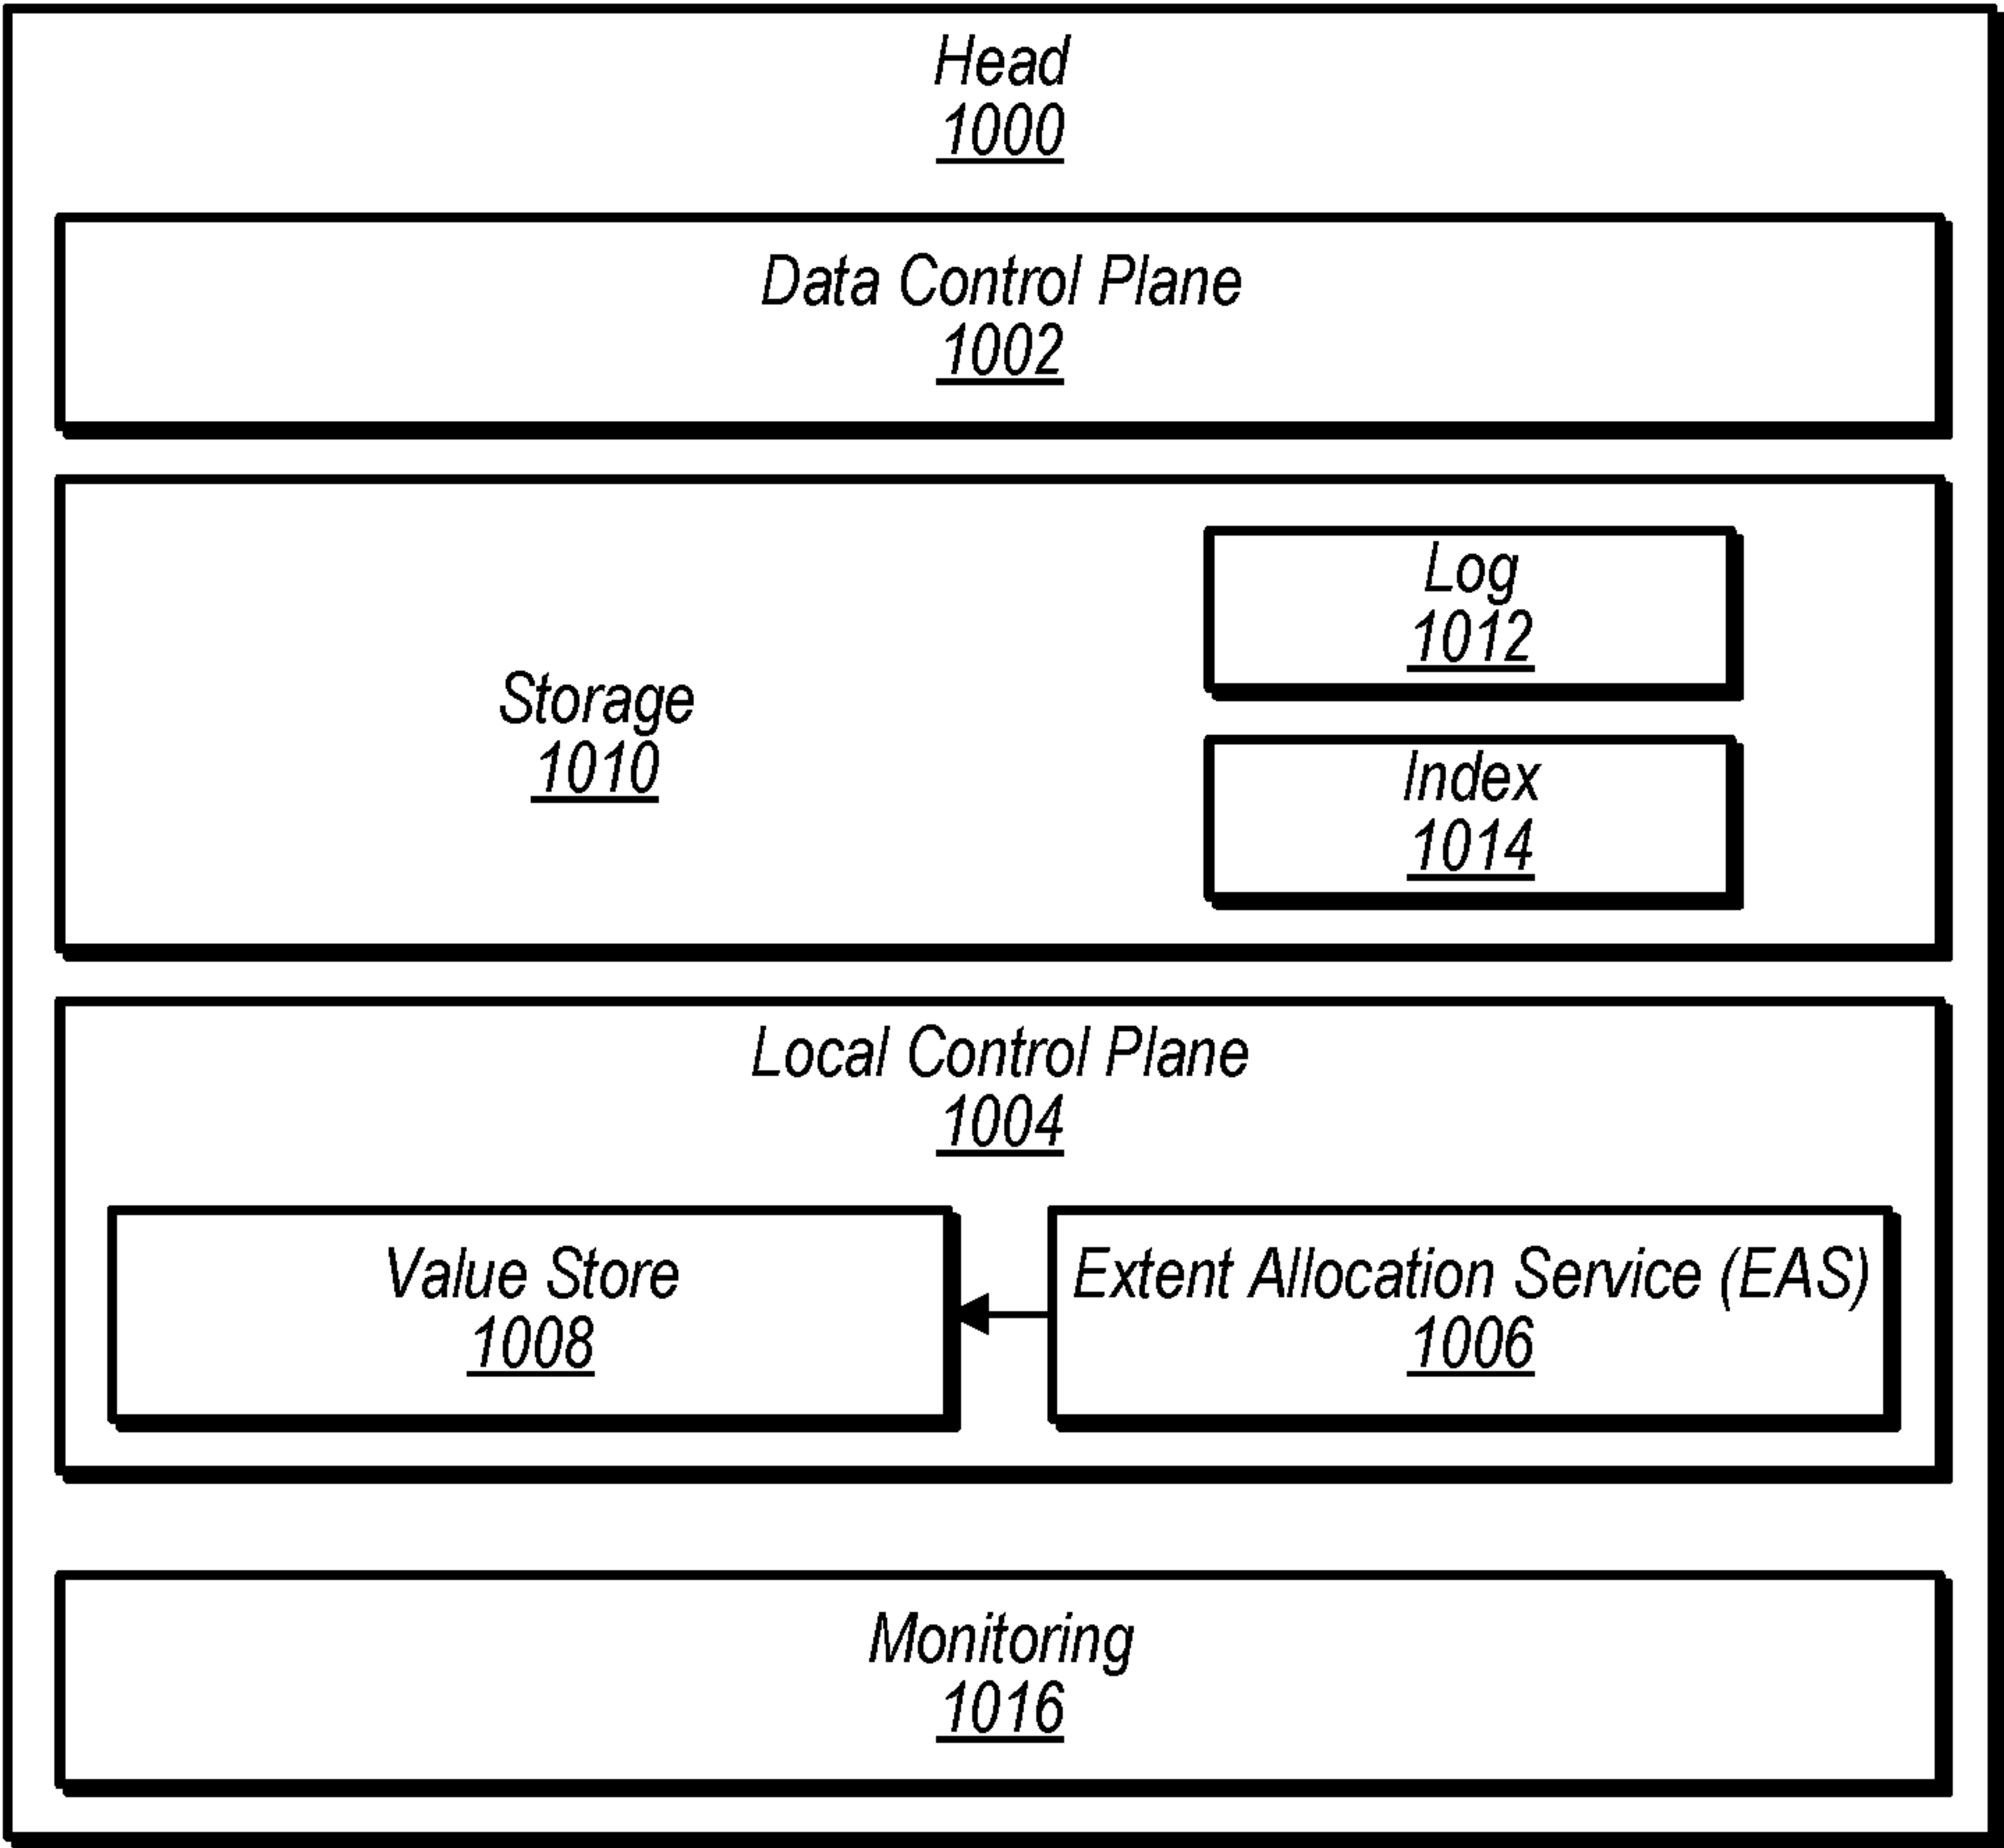 Head
1000
Data Control Plane
1002
Storage
1010
Log
1012
Index
1014
Local Control Plane
1004
Value Store
1008
Extent Allocation Service (EAS)
1006
Monitoring
1016